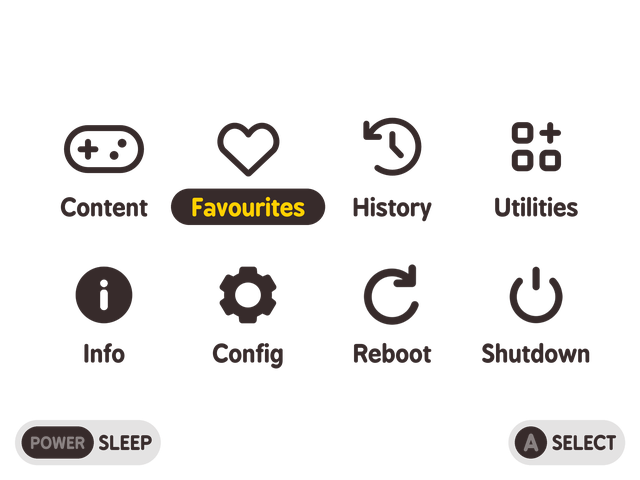 Content Favourites History Utilities
Info Config Reboot Shutdown
POWER SLEEP A SELECT